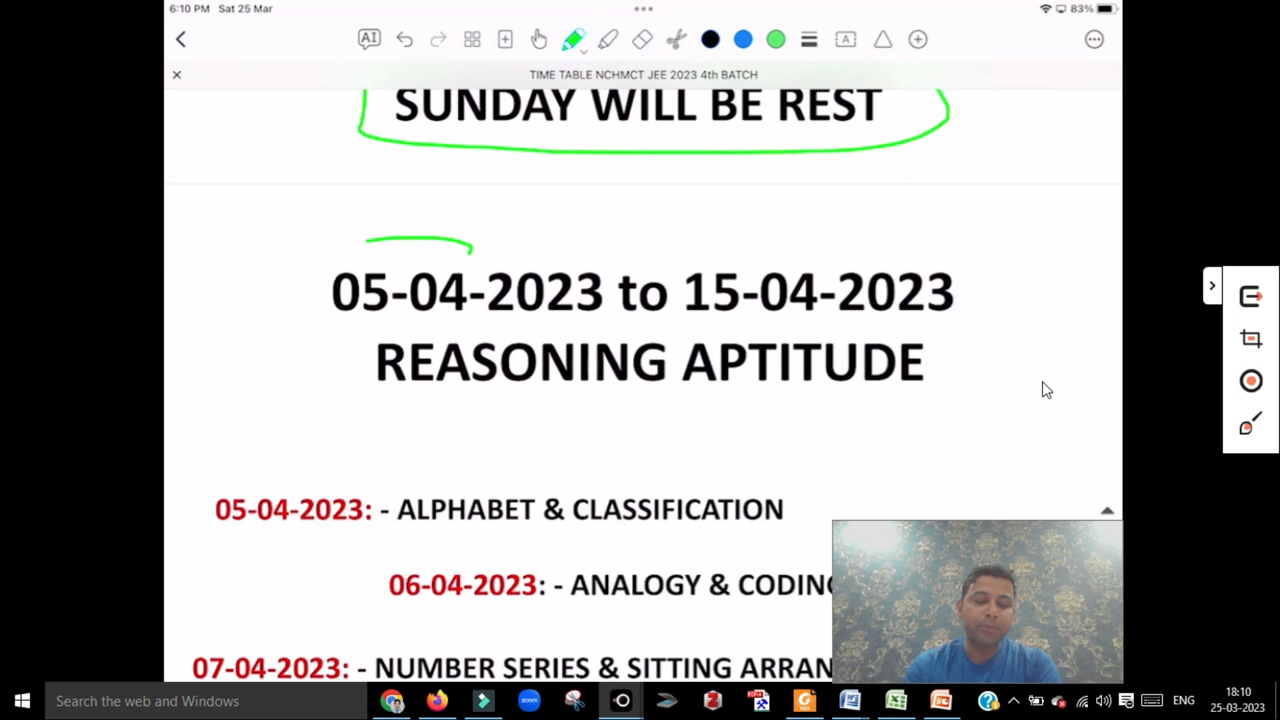 6:10 PM Sat 25 Mar
83%
AI
A
TIME TABLE NCHMCT JEE 2023 4th BATCH
SUNDAY WILL BE REST
05-04-2023 to 15-04-2023
REASONING APTITUDE
05-04-2023: - ALPHABET & CLASSIFICATION
06-04-2023: - ANALOGY & CODING
07-04-2023: - NUMBER SERIES & SITTING ARRAN
Search the web and Windows
zoom
ENG
18:10
25-03-2023